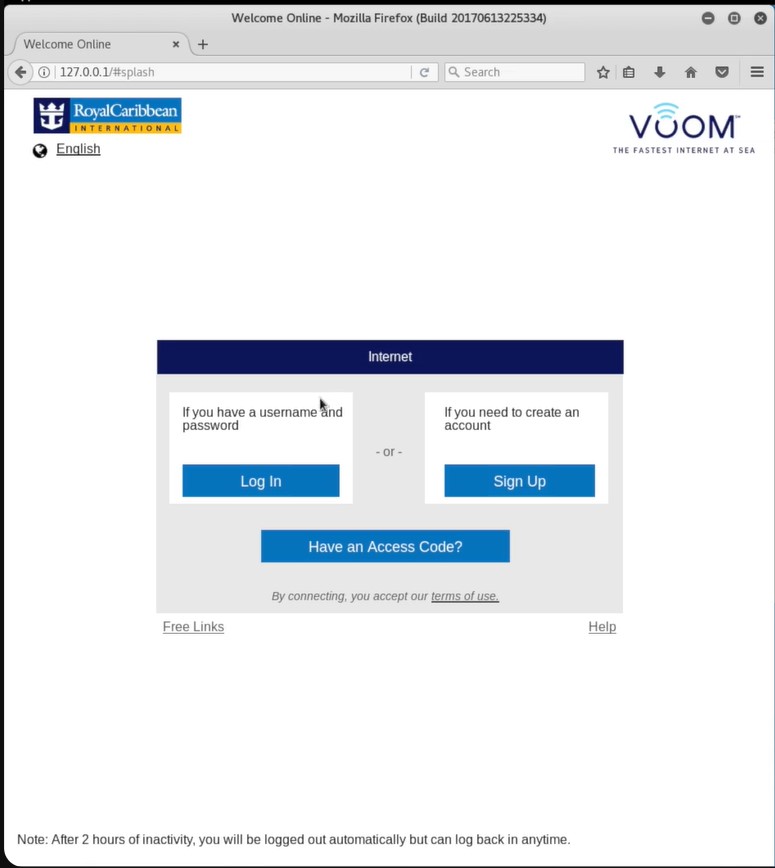 Welcome Online - Mozilla Firefox (Build 20170613225334)
Welcome Online
127.0.0.1/#splash
Search
RoyalCaribbean
INTERNATIONAL
VOOM™
THE FASTEST INTERNET AT SEA
English
Internet
If you have a username and
password
Log In
- or -
If you need to create an
account
Sign Up
Have an Access Code?
By connecting, you accept our terms of use.
Free Links
Help
Note: After 2 hours of inactivity, you will be logged out automatically but can log back in anytime.